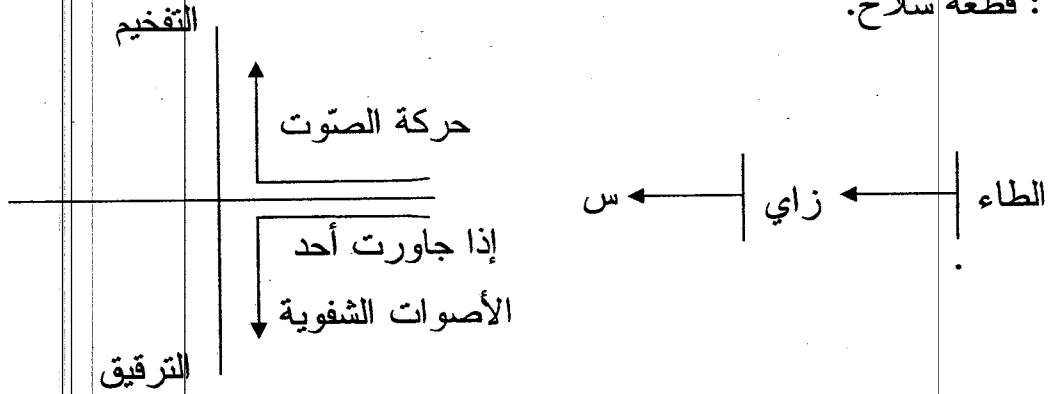 : قطعة سلاح.
التفخيم
حركة الصّوت
الطاء
زاي
س
إذا جاورت أحد
الأصوات الشفوية
الترقيق